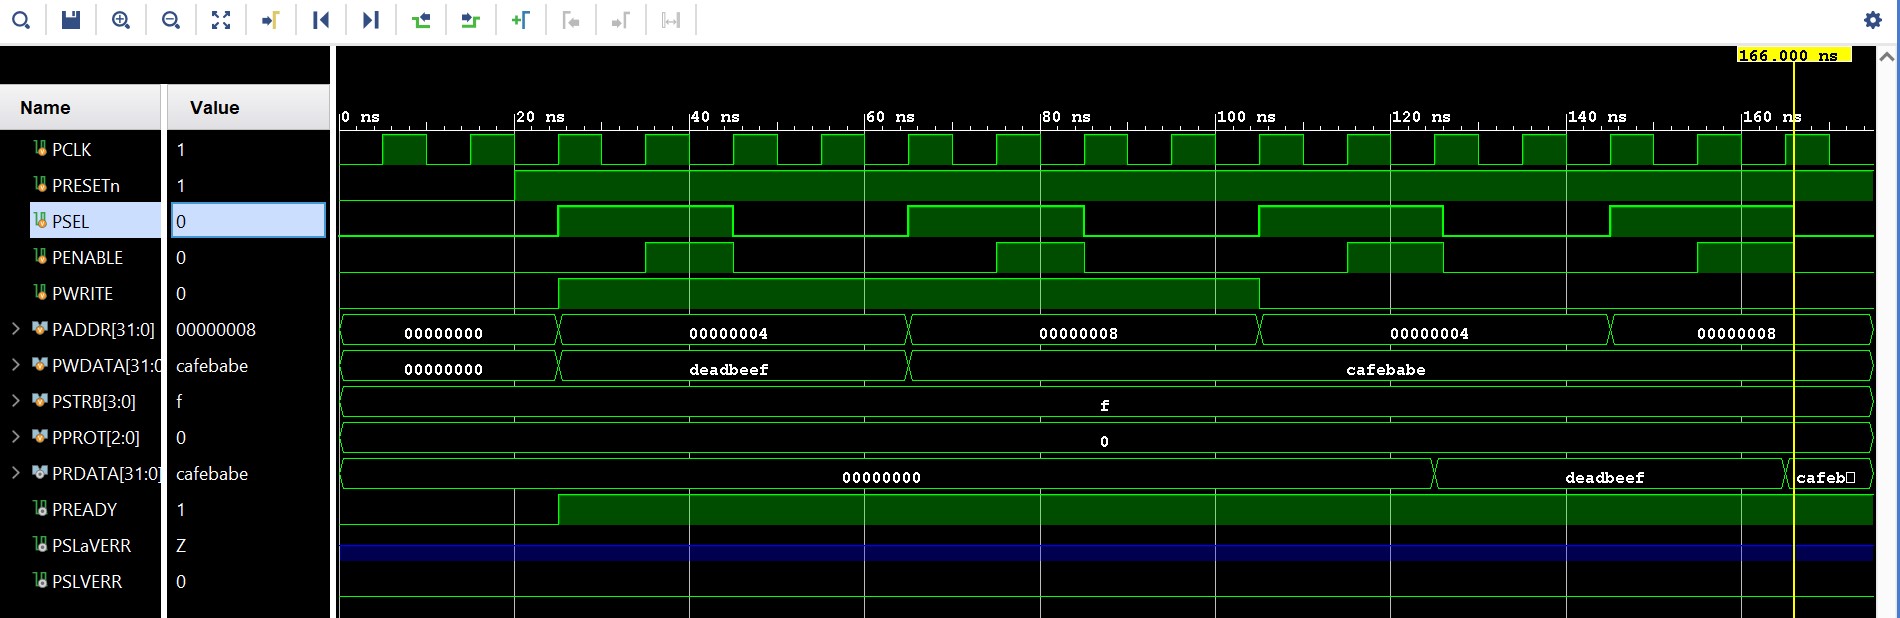 166.000 ns
Name Value
0 ns 20 ns 40 ns 60 ns 80 ns 100 ns 120 ns 140 ns 160 ns
PCLK 1
PRESETn 1
PSEL 0
PENABLE 0
PWRITE 0
PADDR[31:0] 00000008 00000000 00000004 00000008 00000004 00000008
PWDATA[31:0 cafebabe 00000000 deadbeef cafebabe
PSTRB[3:0] f f
PPROT[2:0] 0 0
PRDATA[31:0] cafebabe 00000000 deadbeef cafeb□
PREADY 1
PSLaVERR Z
PSLVERR 0